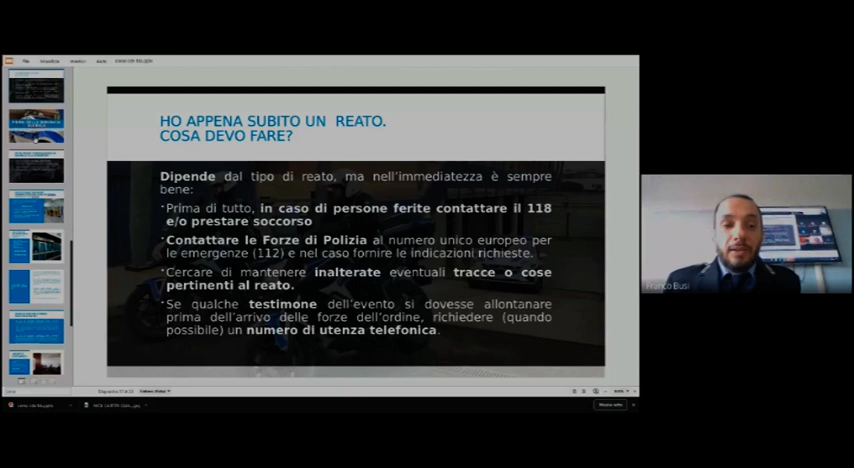 HO APPENA SUBITO UN REATO.
COSA DEVO FARE?
Dipende dal tipo di reato, ma nell'immediatezza è sempre
bene:
Prima di tutto, in caso di persone ferite contattare il 118
e/o prestare soccorso
Contattare le Forze di Polizia al numero unico europeo per
le emergenze (112) e nel caso fornire le indicazioni richieste.
Cercare di mantenere inalterate eventuali tracce o cose
pertinenti al reato.
Se qualche testimone dell'evento si dovesse allontanare
prima dell'arrivo delle forze dell'ordine, richiedere (quando
possibile) un numero di utenza telefonica.
Franco Busi